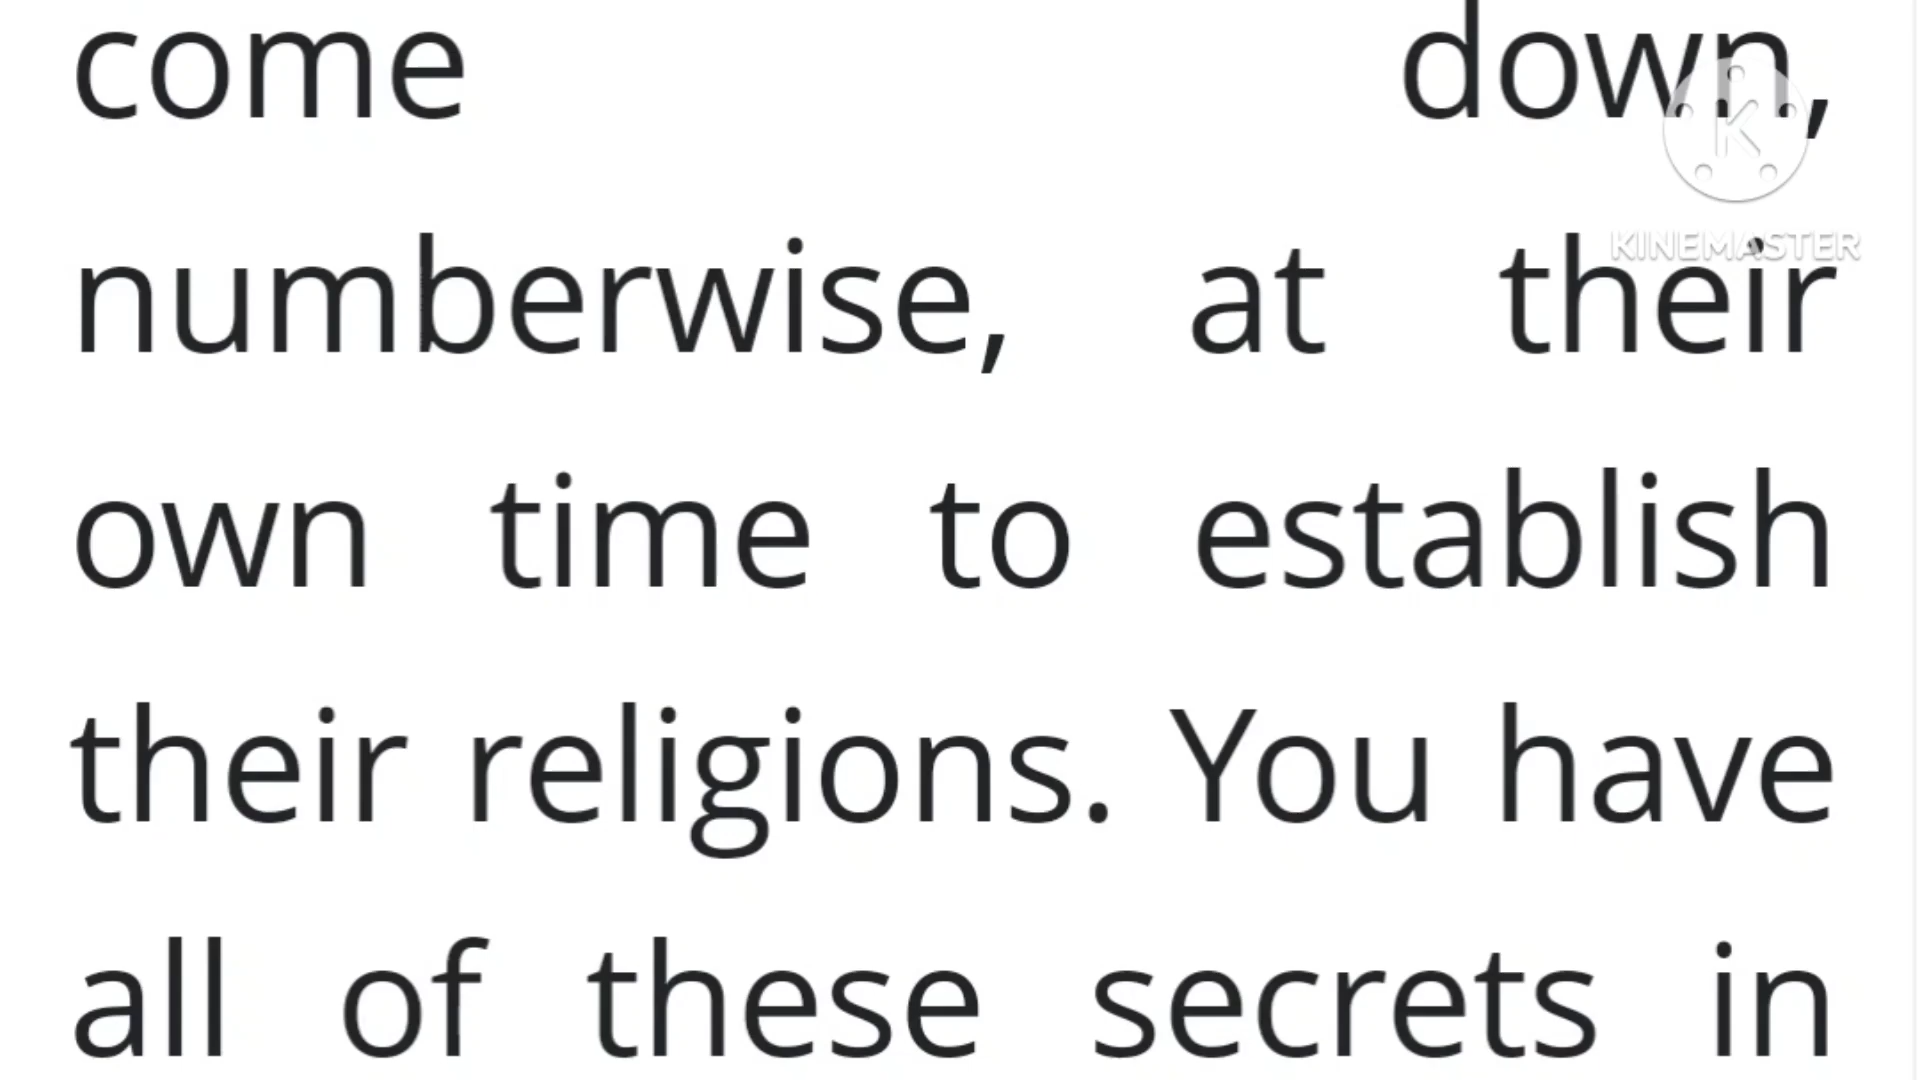 come down,
KINEMASTER
numberwise, at their
own time to establish
their religions. You have
all of these secrets in